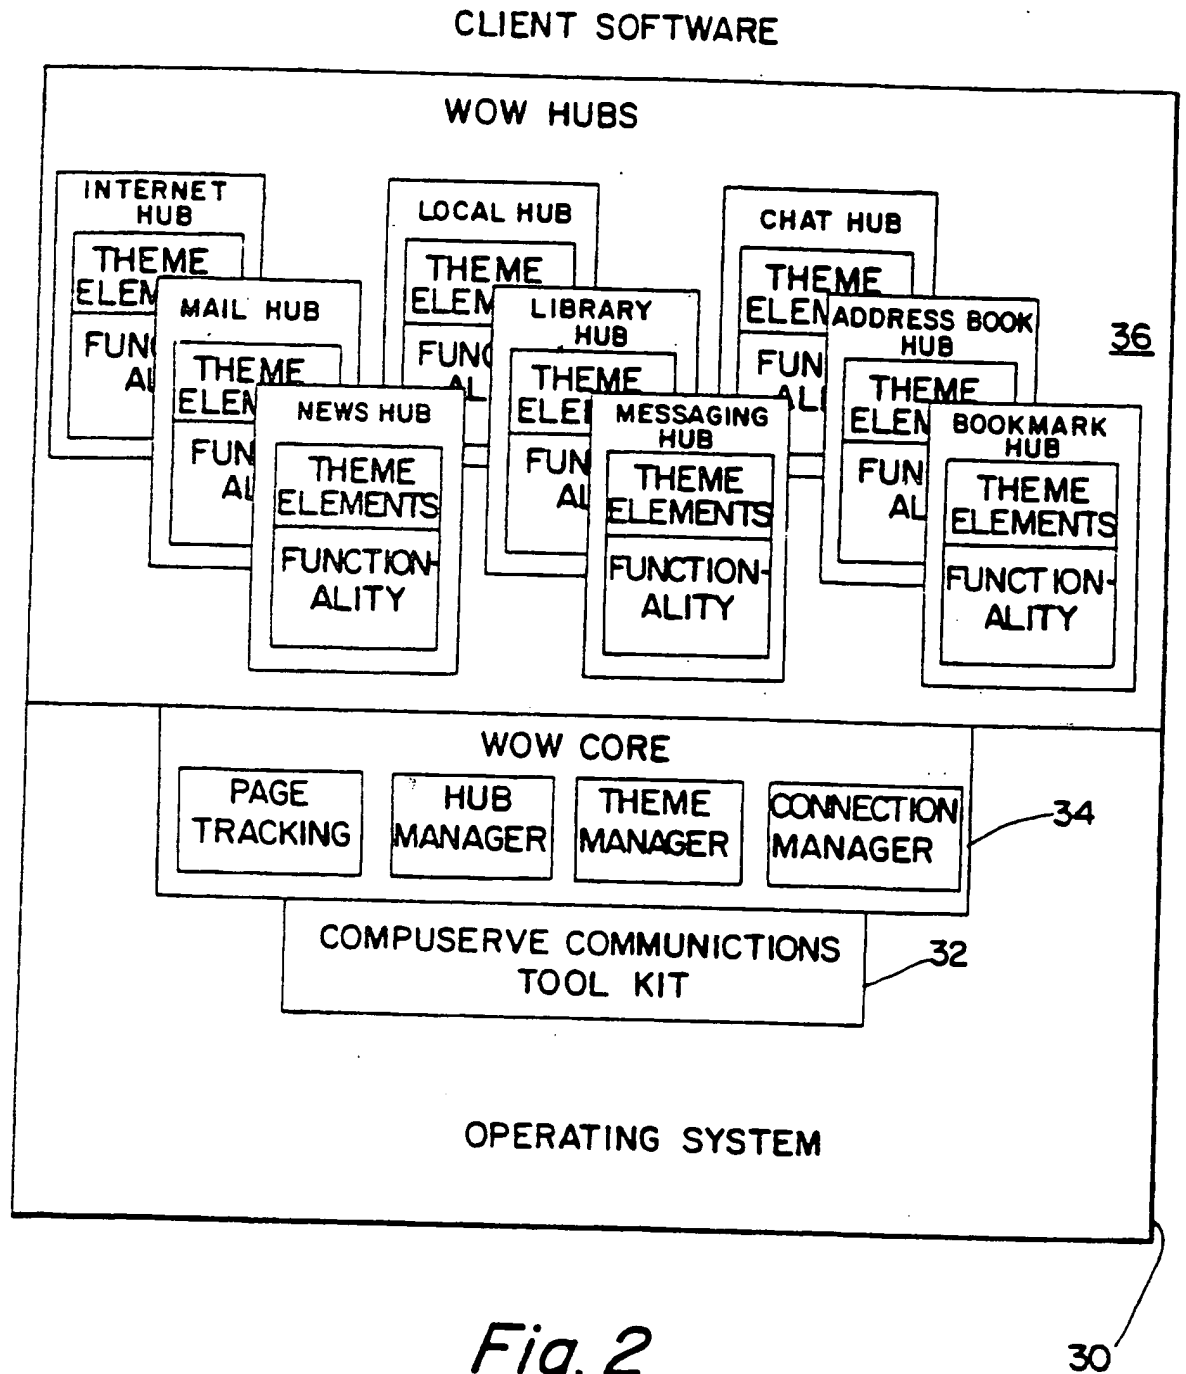 CLIENT SOFTWARE
WOW HUBS
INTERNET
HUB
THEME
ELEM
FUNC
AL
MAIL HUB
THEME
ELEM
FUN
AL
NEWS HUB
THEME
ELEMENTS
FUNCTION-
ALITY
LOCAL HUB
THEME
ELEM
FUNC
AL
LIBRARY
HUB
THEME
ELE
FUN
AL
MESSAGING
HUB
THEME
ELEMENTS
FUNCTION-
ALITY
CHAT HUB
THEME
ELEM
FUN
ALI
ADDRESS BOOK
HUB
THEME
ELEM
FUN
AL
BOOKMARK
HUB
THEME
ELEMENTS
FUNCTION-
ALITY
36
WOW CORE
PAGE
TRACKING
HUB
MANAGER
THEME
MANAGER
CONNECTION
MANAGER
34
COMPUSERVE COMMUNICTIONS
TOOL KIT
32
OPERATING SYSTEM
30
Fig. 2